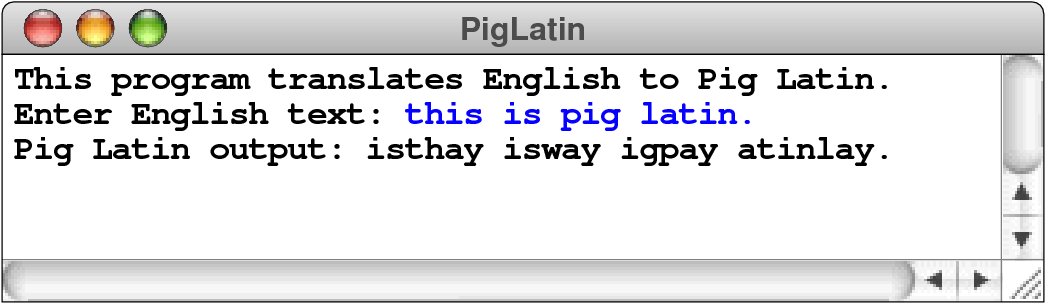 PigLatin
This program translates English to Pig Latin.
Enter English text: this is pig latin.
Pig Latin output: isthay isway igpay atinlay.